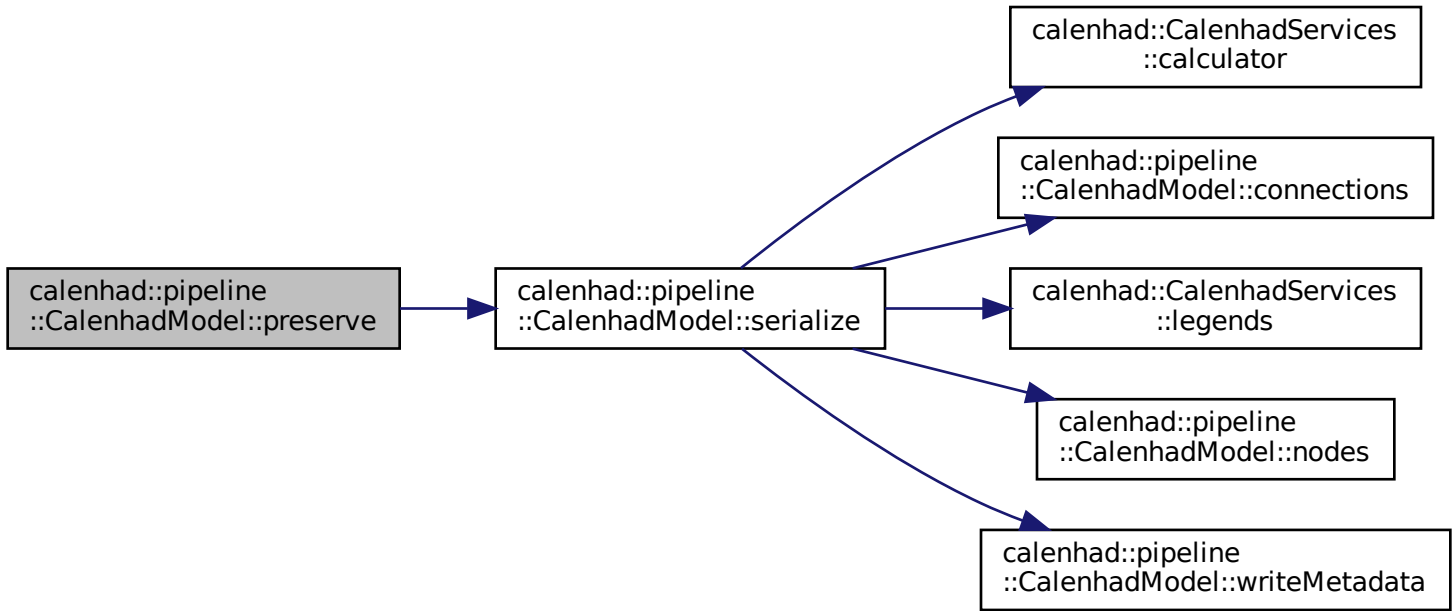 calenhad::pipeline
::CalenhadModel::preserve
calenhad::pipeline
::CalenhadModel::serialize
calenhad::CalenhadServices
::calculator
calenhad::pipeline
::CalenhadModel::connections
calenhad::CalenhadServices
::legends
calenhad::pipeline
::CalenhadModel::nodes
calenhad::pipeline
::CalenhadModel::writeMetadata